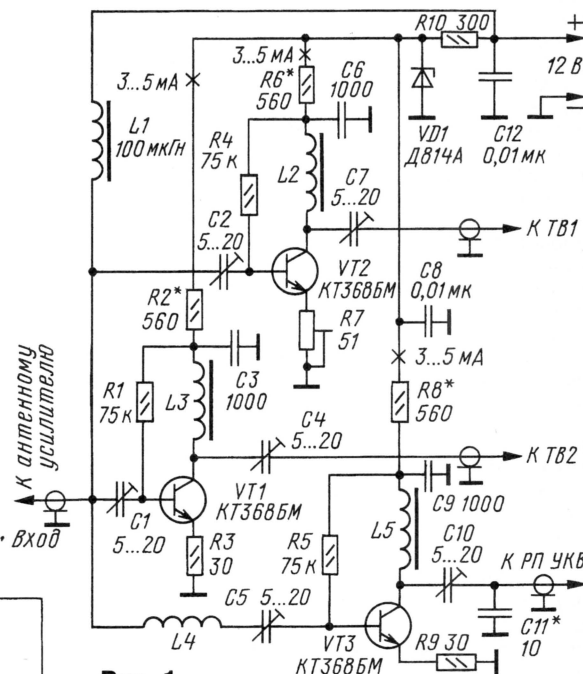 R10 300
+
12 В
–
3...5 мА
3...5 мА
R6*
560
C6
1000
L1
100 мкГн
R4
75 к
L2
C7
5...20
VD1
Д814А
C12
0,01 мк
C2
5...20
К ТВ1
VT2
КТ368БМ
C8
0,01 мк
R2*
560
R7
51
3...5 мА
R1
75 к
L3
C3
1000
R8*
560
К антенному
усилителю
C4
5...20
К ТВ2
VT1
КТ368БМ
C9 1000
Вход
C1
5...20
R3
30
R5
75 к
L5
C10
5...20
К РП УКВ
L4
C5 5...20
VT3
КТ368БМ
R9 30
C11*
10